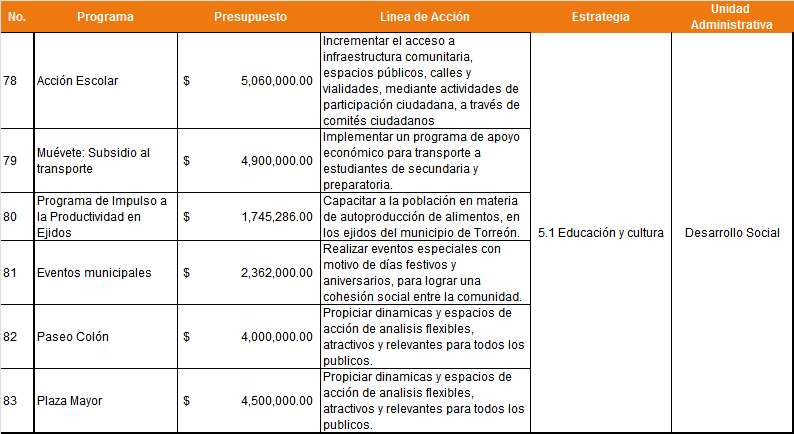 No. Programa Presupuesto Línea de Acción Estrategia Unidad Administrativa
78 Acción Escolar $ 5,060,000.00
Incrementar el acceso a
infraestructura comunitaria,
espacios públicos, calles y
vialidades, mediante actividades de
participación ciudadana, a través de
comités ciudadanos
79 Muévete: Subsidio al
transporte
$ 4,900,000.00
Implementar un programa de apoyo
económico para transporte a
estudiantes de secundaria y
preparatoria.
80 Programa de Impulso
a la Productividad en
Ejidos
$ 1,745,286.00
Capacitar a la población en materia
de autoproducción de alimentos, en
los ejidos del municipio de Torreón.
5.1 Educación y cultura Desarrollo Social
81 Eventos municipales $ 2,362,000.00
Realizar eventos especiales con
motivo de días festivos y
aniversarios, para lograr una
cohesión social entre la comunidad.
82 Paseo Colón $ 4,000,000.00
Propiciar dinamicas y espacios de
acción de analisis flexibles,
atractivos y relevantes para todos los
publicos.
83 Plaza Mayor $ 4,500,000.00
Propiciar dinamicas y espacios de
acción de analisis flexibles,
atractivos y relevantes para todos los
publicos.